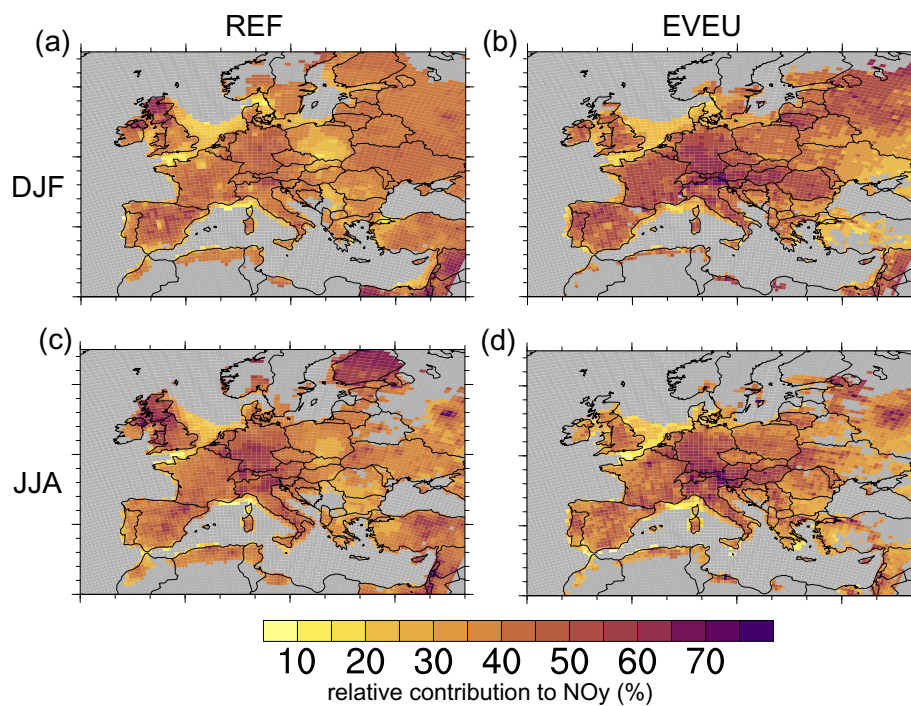 REF EVEU
(a) (b)
DJF
(c) (d)
JJA
10 20 30 40 50 60 70
relative contribution to NOy (%)